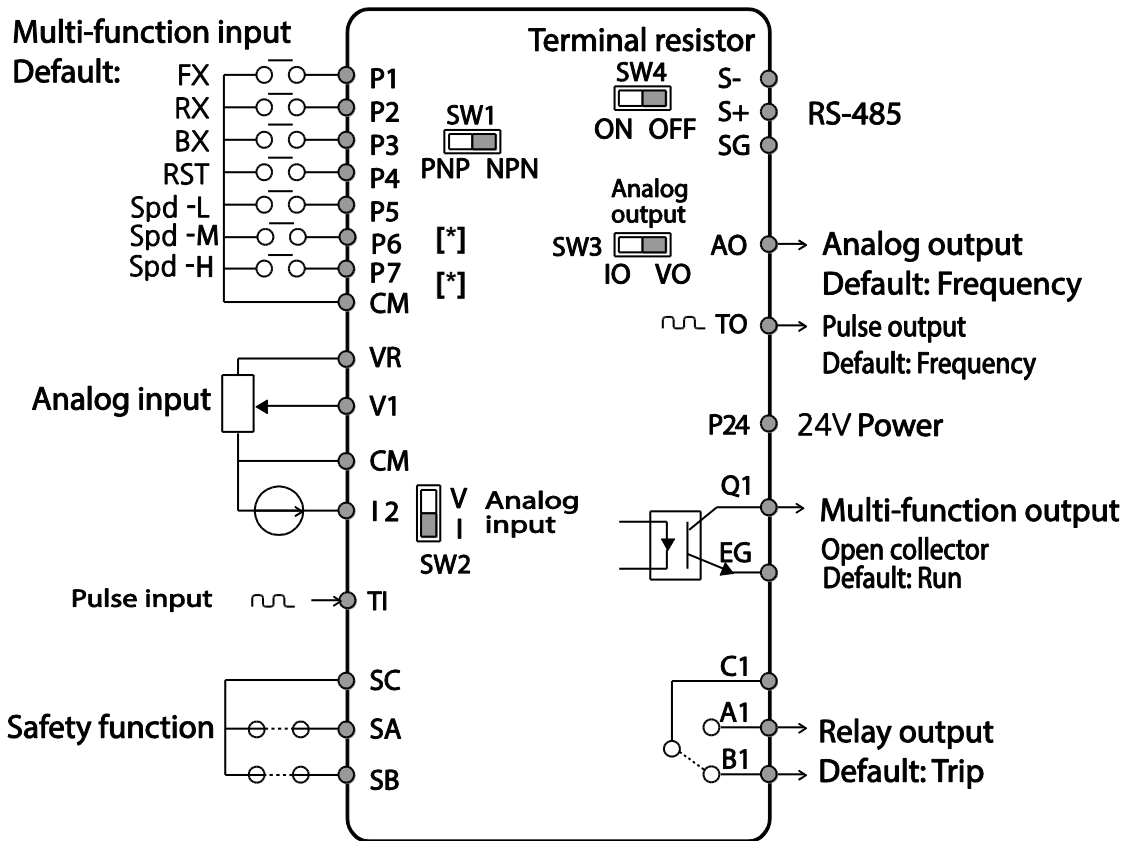 Multi-function input
Default:
FX
RX
BX
RST
Spd -L
Spd -M
Spd -H
P1
P2
P3
P4
P5
P6 [*]
P7 [*]
CM
SW1
PNP NPN
Terminal resistor
SW4
ON OFF
S-
S+
SG
RS-485
Analog
output
SW3
IO VO
AO
Analog output
Default: Frequency
TO
Pulse output
Default: Frequency
P24
24V Power
Analog input
VR
V1
CM
I 2
V
I
Analog
input
SW2
Q1
EG
Multi-function output
Open collector
Default: Run
Pulse input
TI
Safety function
SC
SA
SB
C1
A1
B1
Relay output
Default: Trip